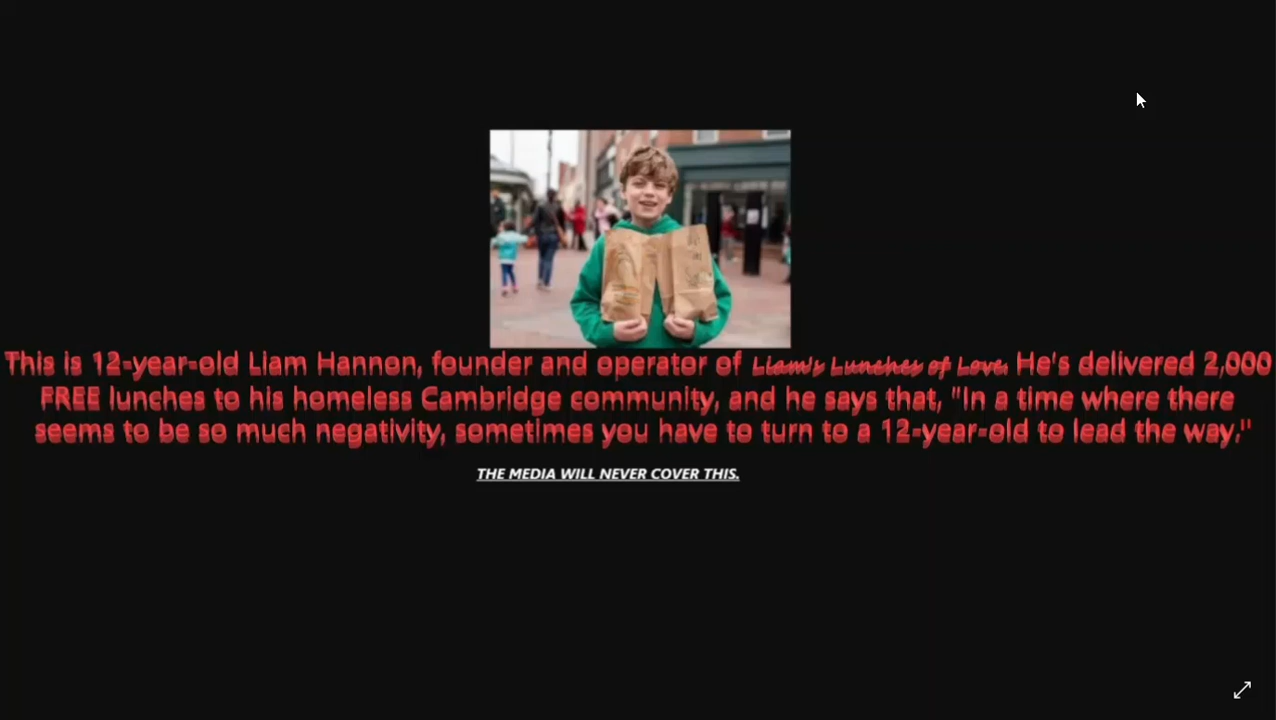 This is 12-year-old Liam Hannon, founder and operator of Liam's Lunches of Love. He's delivered 2,000
FREE lunches to his homeless Cambridge community, and he says that, "In a time where there
seems to be so much negativity, sometimes you have to turn to a 12-year-old to lead the way."
THE MEDIA WILL NEVER COVER THIS.